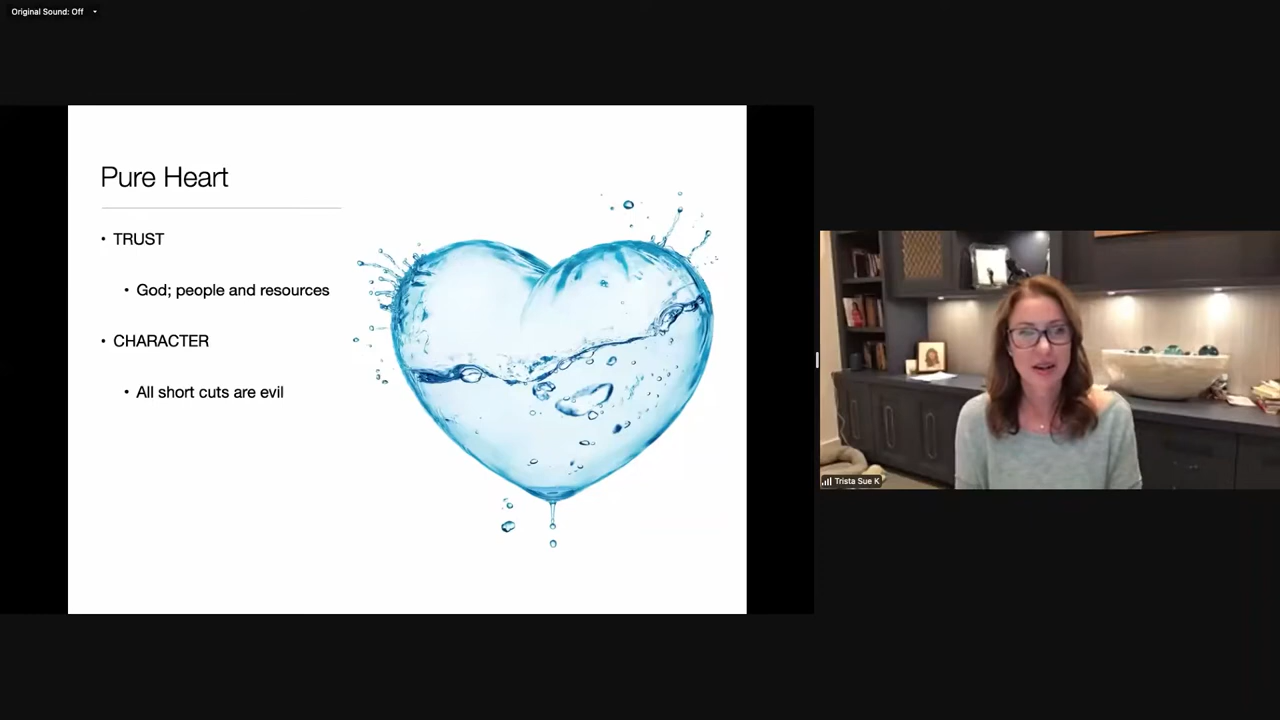 Original Sound: Off
Pure Heart
• TRUST
• God; people and resources
• CHARACTER
• All short cuts are evil
Trista Sue K